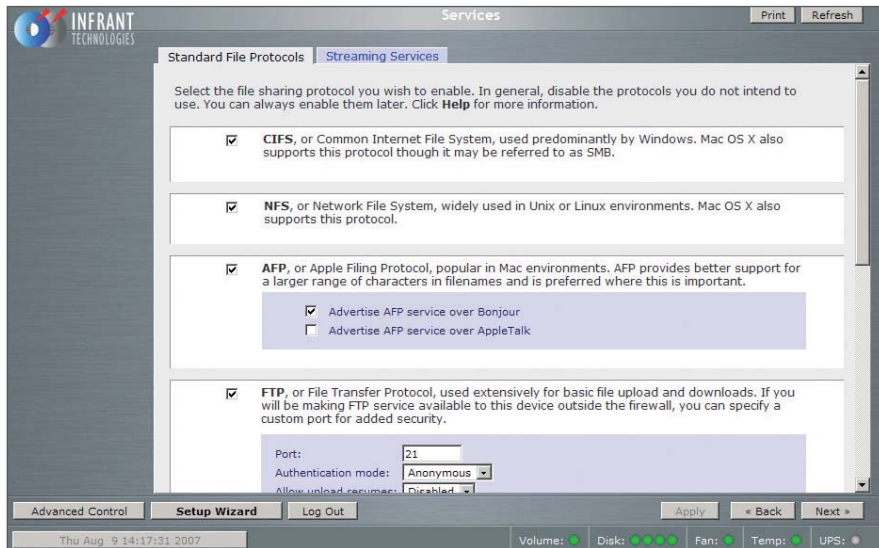 INFRANT
TECHNOLOGIES
Services
Print
Refresh
Standard File Protocols
Streaming Services
Select the file sharing protocol you wish to enable. In general, disable the protocols you do not intend to
use. You can always enable them later. Click Help for more information.
CIFS, or Common Internet File System, used predominantly by Windows. Mac OS X also
supports this protocol though it may be referred to as SMB.
NFS, or Network File System, widely used in Unix or Linux environments. Mac OS X also
supports this protocol.
AFP, or Apple Filing Protocol, popular in Mac environments. AFP provides better support for
a larger range of characters in filenames and is preferred where this is important.
Advertise AFP service over Bonjour
Advertise AFP service over AppleTalk
FTP, or File Transfer Protocol, used extensively for basic file upload and downloads. If you
will be making FTP service available to this device outside the firewall, you can specify a
custom port for added security.
Port: 21
Authentication mode: Anonymous
Allow upload resumes: Disabled
Advanced Control
Setup Wizard
Log Out
Apply
« Back
Next »
Thu Aug 9 14:17:31 2007
Volume:
Disk:
Fan:
Temp:
UPS: